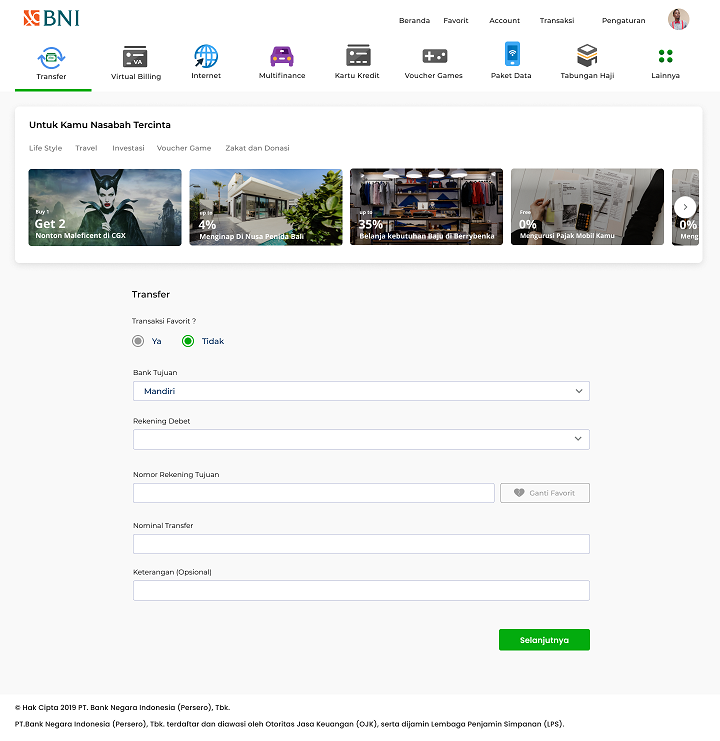 BNI
Beranda Favorit Account Transaksi Pengaturan
Transfer
VA
Virtual Billing
Internet
Multifinance
Kartu Kredit
Voucher Games
Paket Data
Tabungan Haji
Lainnya
Untuk Kamu Nasabah Tercinta
Life Style Travel Investasi Voucher Game Zakat dan Donasi
Buy 1
Get 2
Nonton Maleficent di CGX
up to
4%
Menginap Di Nusa Penida Bali
up to
35%
Belanja kebutuhan Baju di Berrybenka
Free
0%
Mengurusi Pajak Mobil Kamu
0%
Meng
Transfer
Transaksi Favorit ?
Ya Tidak
Bank Tujuan
Mandiri
Rekening Debet
Nomor Rekening Tujuan
Ganti Favorit
Nominal Transfer
Keterangan (Opsional)
Selanjutnya
© Hak Cipta 2019 PT. Bank Negara Indonesia (Persero), Tbk.
PT.Bank Negara Indonesia (Persero), Tbk. terdaftar dan diawasi oleh Otoritas Jasa Keuangan (OJK), serta dijamin Lembaga Penjamin Simpanan (LPS).